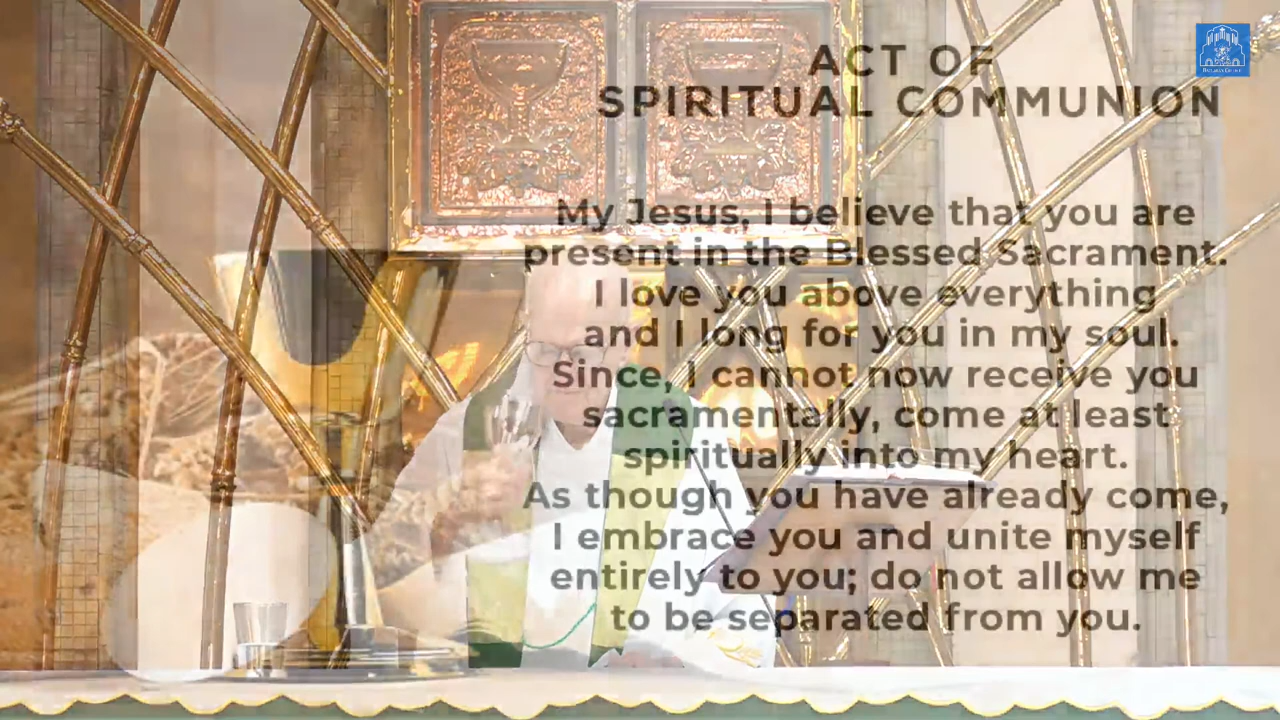 ACT OF
SPIRITUAL COMMUNION
My Jesus, I believe that you are
present in the Blessed Sacrament.
I love you above everything
and I long for you in my soul.
Since, I cannot now receive you
sacramentally, come at least
spiritually into my heart.
As though you have already come,
I embrace you and unite myself
entirely to you; do not allow me
to be separated from you.